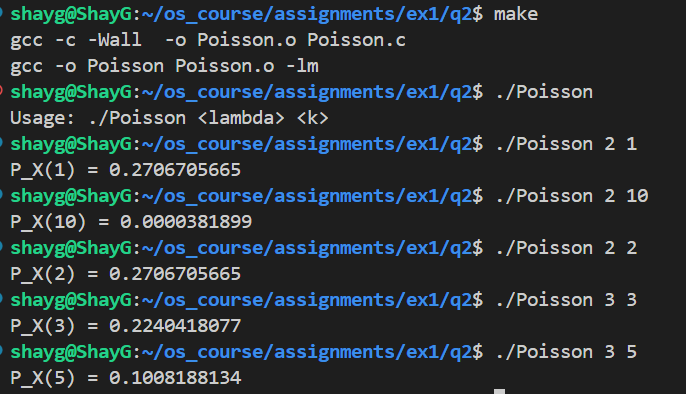 shayg@ShayG:~/os_course/assignments/ex1/q2$ make
gcc -c -Wall  -o Poisson.o Poisson.c
gcc -o Poisson Poisson.o -lm
shayg@ShayG:~/os_course/assignments/ex1/q2$ ./Poisson
Usage: ./Poisson <lambda> <k>
shayg@ShayG:~/os_course/assignments/ex1/q2$ ./Poisson 2 1
P_X(1) = 0.2706705665
shayg@ShayG:~/os_course/assignments/ex1/q2$ ./Poisson 2 10
P_X(10) = 0.0000381899
shayg@ShayG:~/os_course/assignments/ex1/q2$ ./Poisson 2 2
P_X(2) = 0.2706705665
shayg@ShayG:~/os_course/assignments/ex1/q2$ ./Poisson 3 3
P_X(3) = 0.2240418077
shayg@ShayG:~/os_course/assignments/ex1/q2$ ./Poisson 3 5
P_X(5) = 0.1008188134